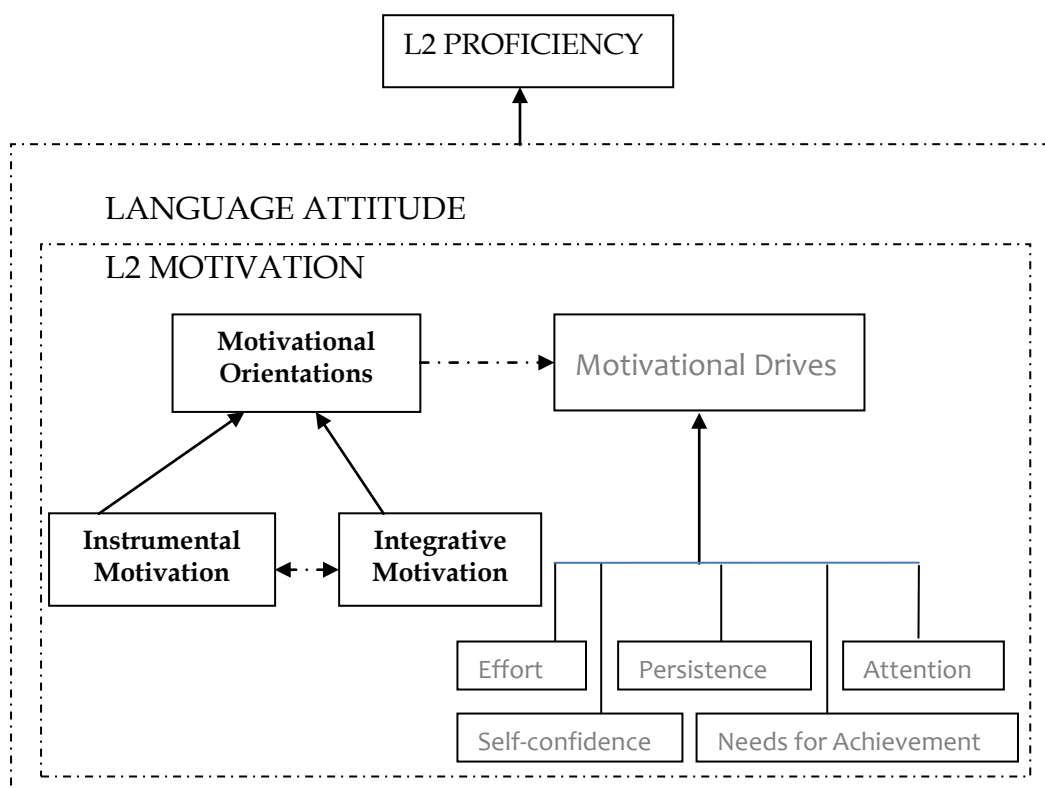 L2 PROFICIENCY
LANGUAGE ATTITUDE
L2 MOTIVATION
Motivational
Orientations
Motivational Drives
Instrumental
Motivation
Integrative
Motivation
Effort
Persistence
Attention
Self-confidence
Needs for Achievement